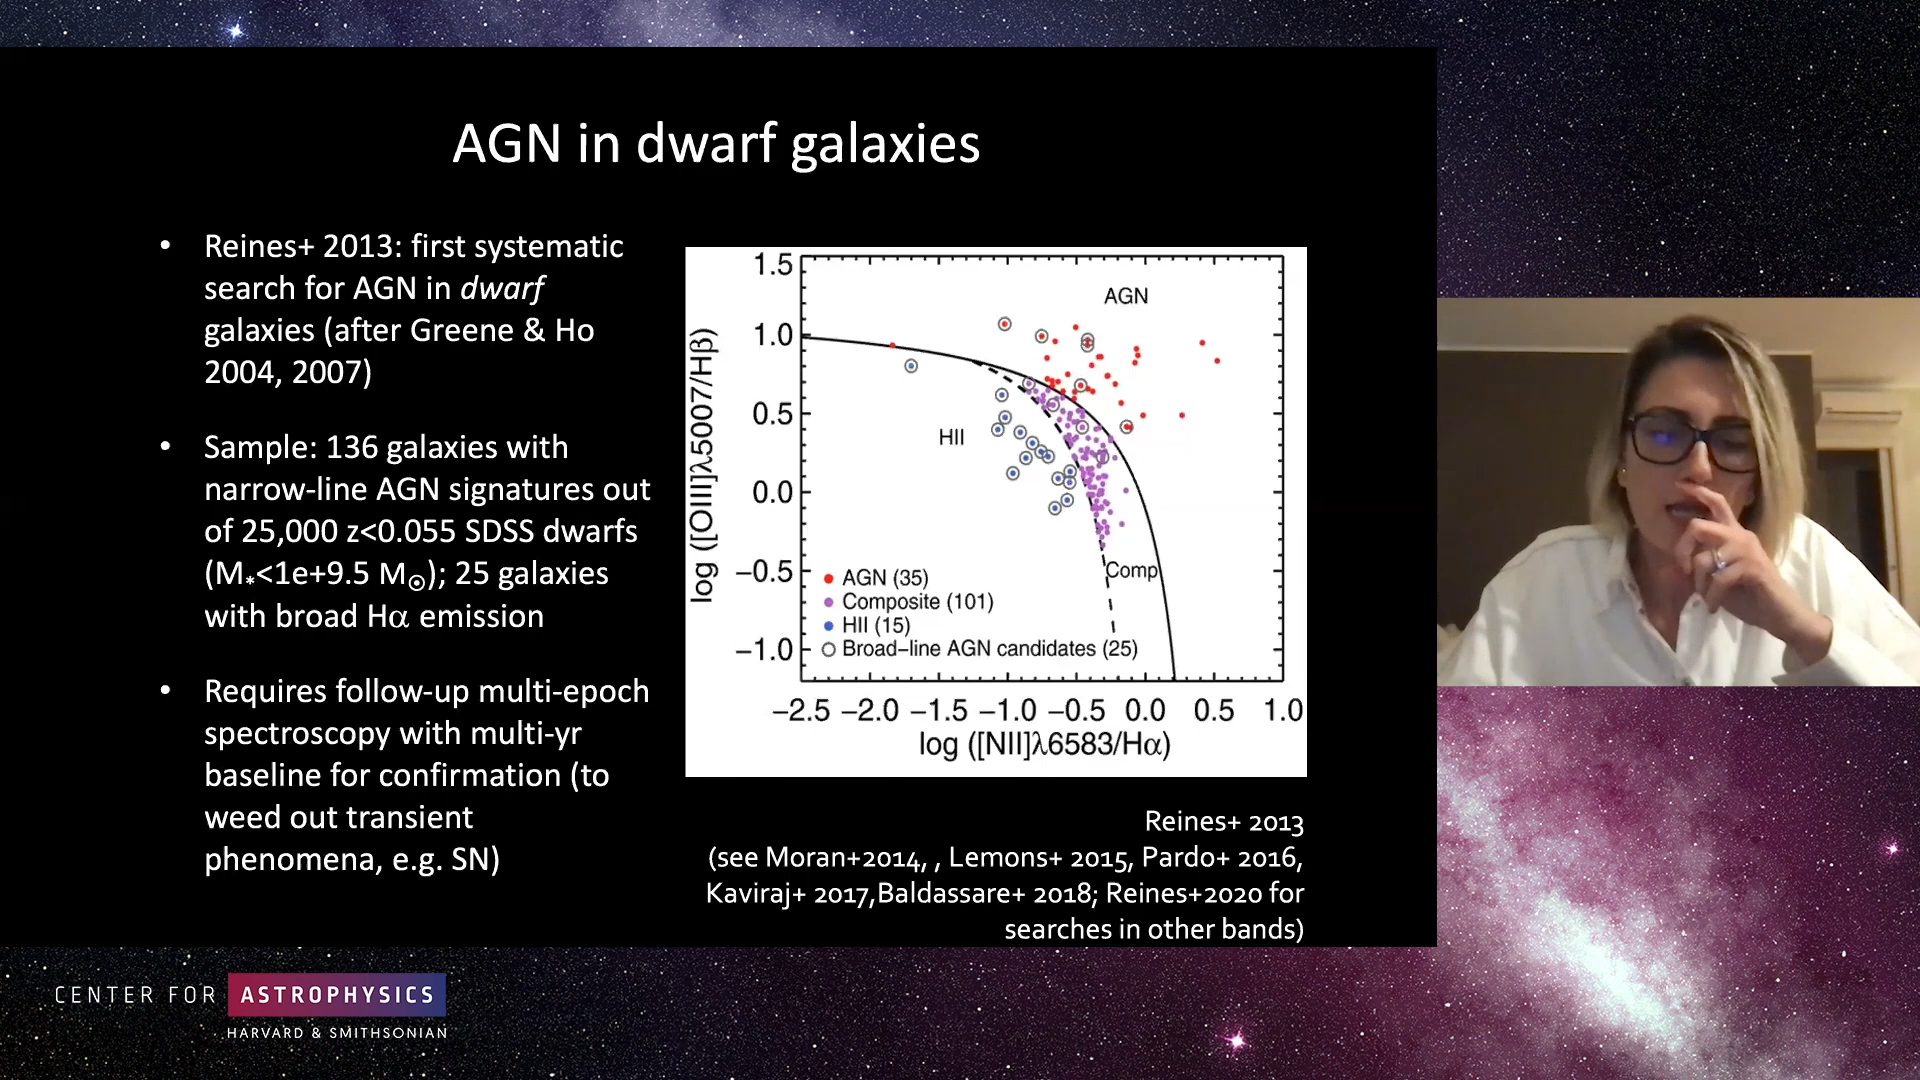 AGN in dwarf galaxies
• Reines+ 2013: first systematic
search for AGN in dwarf
galaxies (after Greene & Ho
2004, 2007)
• Sample: 136 galaxies with
narrow-line AGN signatures out
of 25,000 z<0.055 SDSS dwarfs
(M*<1e+9.5 M☉); 25 galaxies
with broad Hα emission
• Requires follow-up multi-epoch
spectroscopy with multi-yr
baseline for confirmation (to
weed out transient
phenomena, e.g. SN)
log ([OIII]λ5007/Hβ)
1.5
1.0
0.5
0.0
−0.5
−1.0
AGN
HII
Comp
AGN (35)
Composite (101)
HII (15)
Broad−line AGN candidates (25)
−2.5 −2.0 −1.5 −1.0 −0.5 0.0 0.5 1.0
log ([NII]λ6583/Hα)
Reines+ 2013
(see Moran+2014, , Lemons+ 2015, Pardo+ 2016,
Kaviraj+ 2017,Baldassare+ 2018; Reines+2020 for
searches in other bands)
CENTER FOR ASTROPHYSICS
HARVARD & SMITHSONIAN